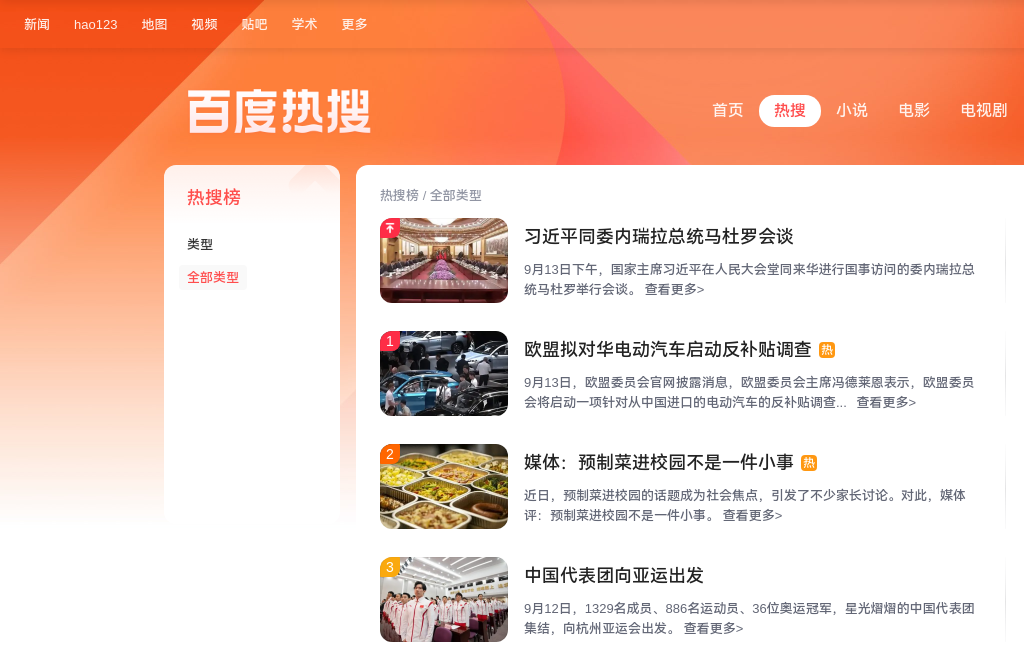 新闻 hao123 地图 视频 贴吧 学术 更多
百度热搜
首页 热搜 小说 电影 电视剧
热搜榜
类型
全部类型
热搜榜 / 全部类型
习近平同委内瑞拉总统马杜罗会谈
9月13日下午，国家主席习近平在人民大会堂同来华进行国事访问的委内瑞拉总
统马杜罗举行会谈。 查看更多>
1
欧盟拟对华电动汽车启动反补贴调查 热
9月13日，欧盟委员会官网披露消息，欧盟委员会主席冯德莱恩表示，欧盟委员
会将启动一项针对从中国进口的电动汽车的反补贴调查... 查看更多>
2
媒体：预制菜进校园不是一件小事 热
近日，预制菜进校园的话题成为社会焦点，引发了不少家长讨论。对此，媒体
评：预制菜进校园不是一件小事。 查看更多>
3
中国代表团向亚运出发
9月12日，1329名成员、886名运动员、36位奥运冠军，星光熠熠的中国代表团
集结，向杭州亚运会出发。 查看更多>